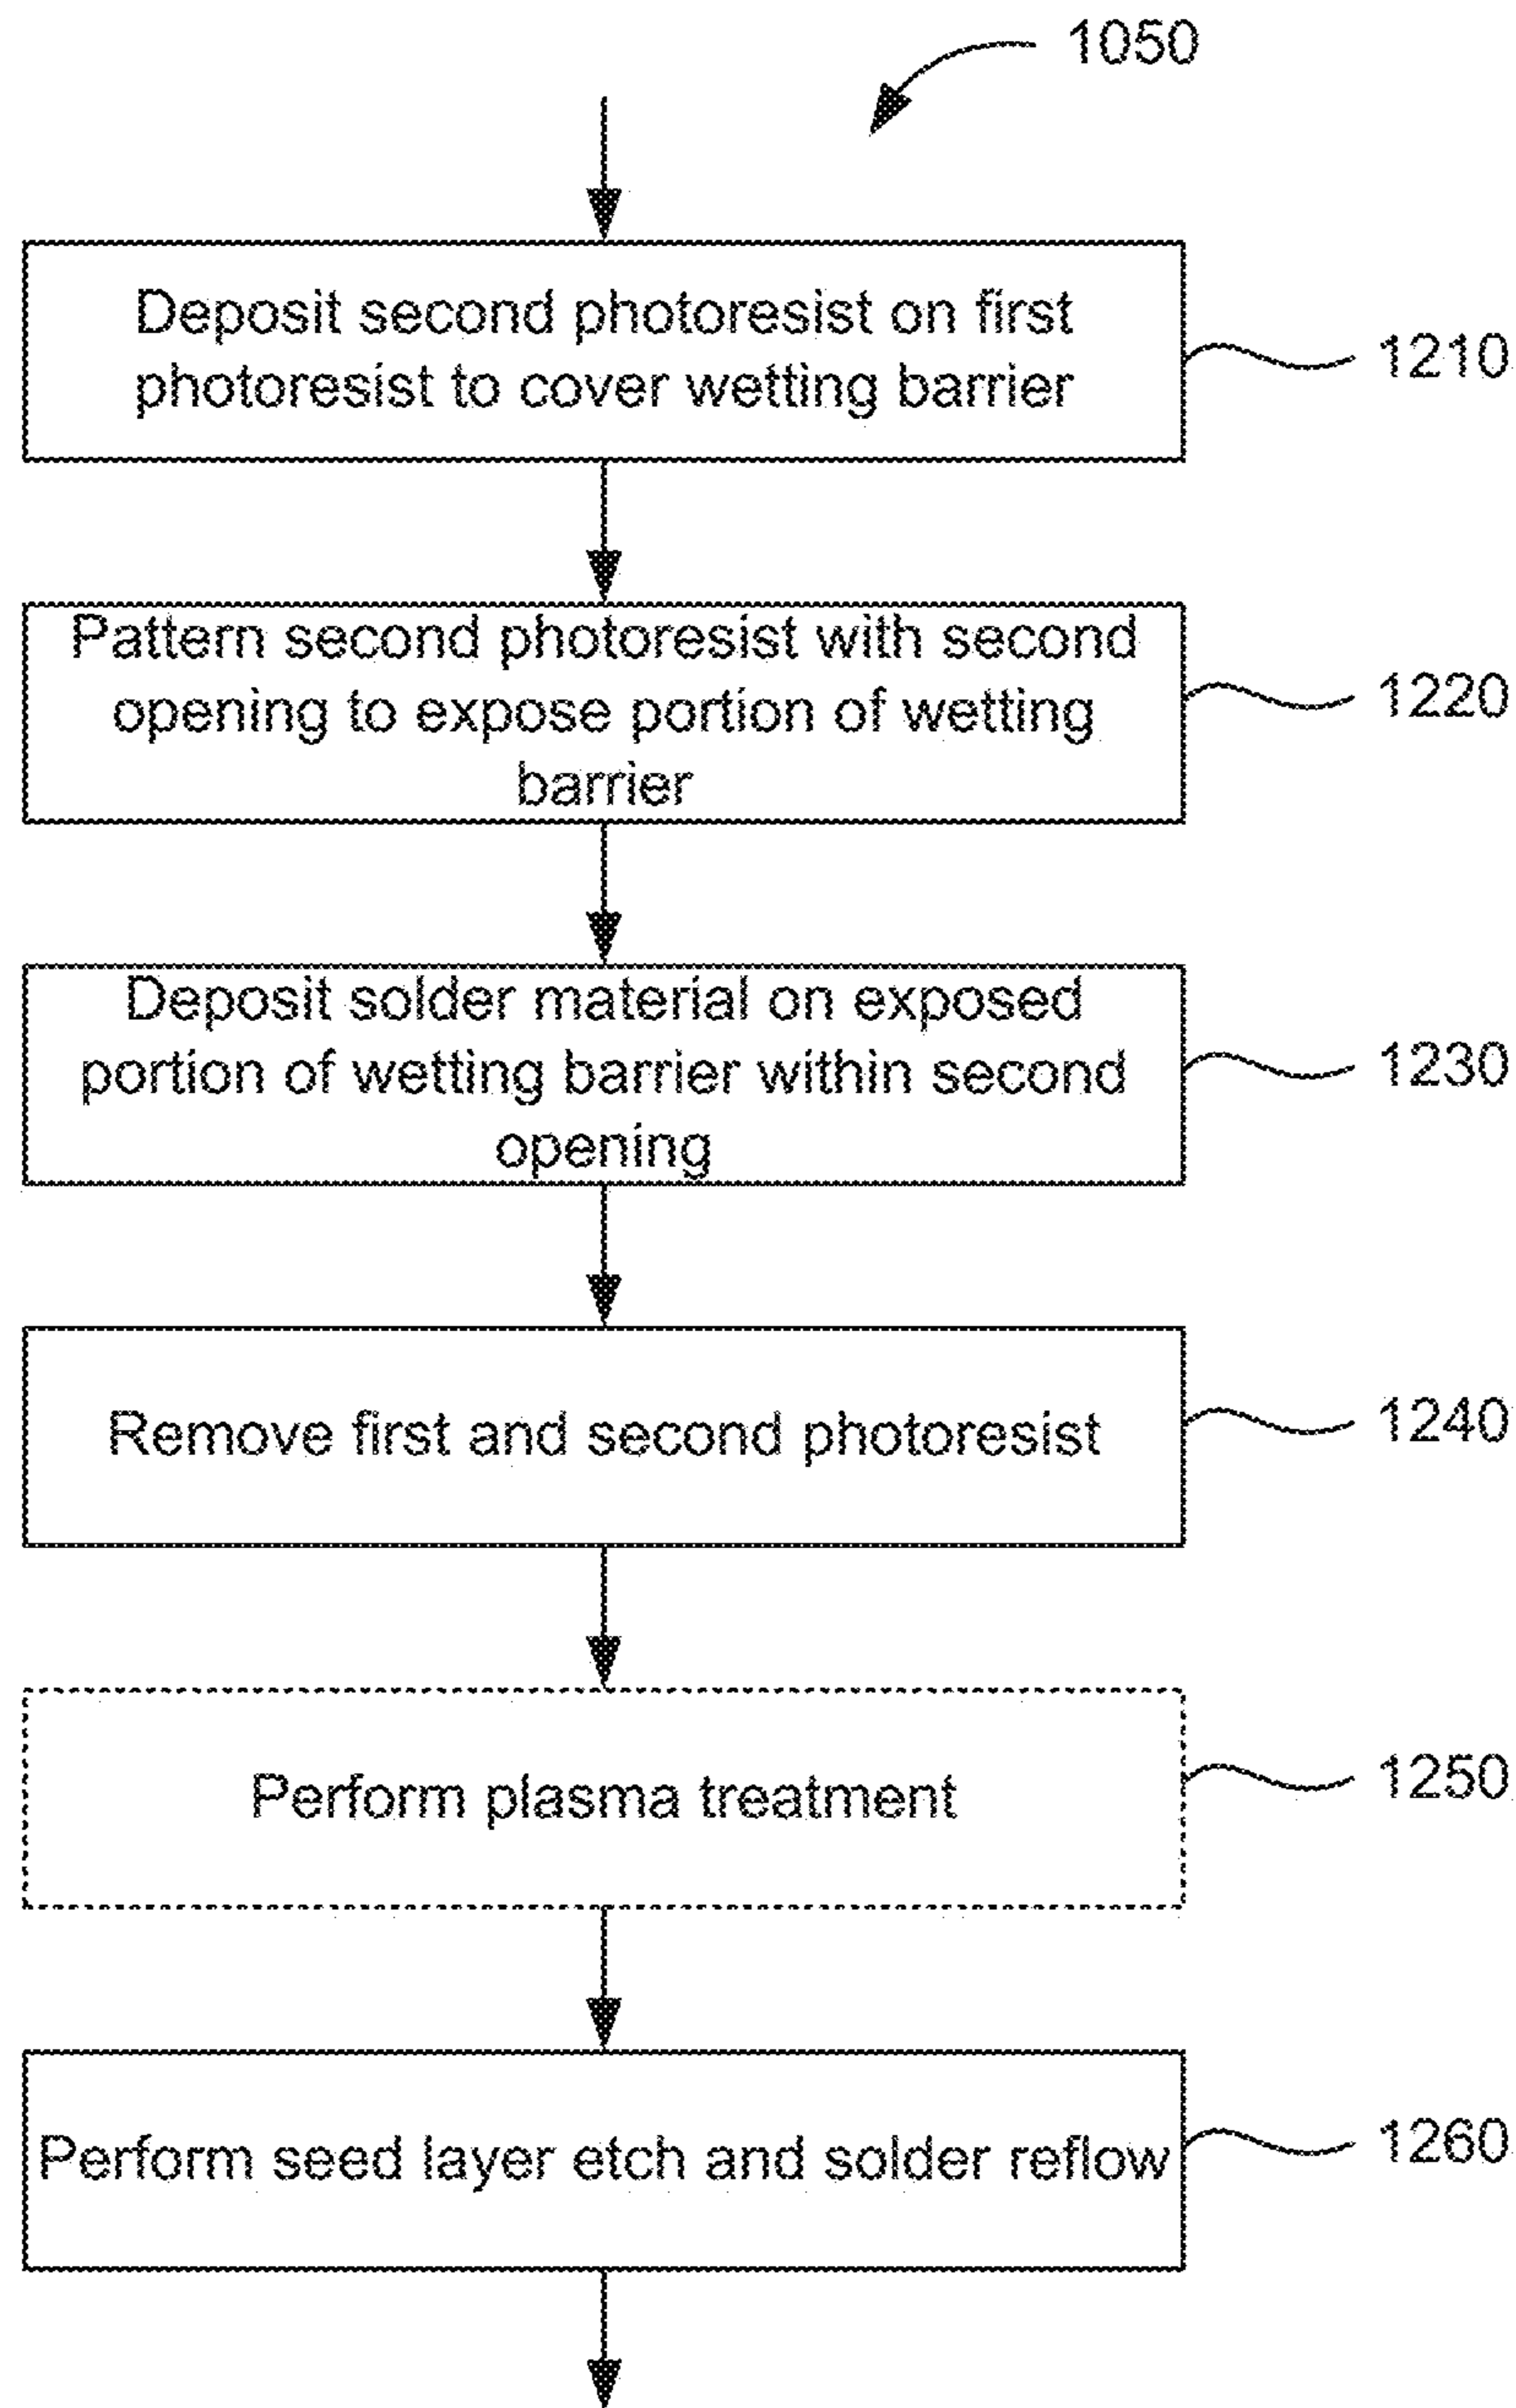 1050
Deposit second photoresist on first
photoresist to cover wetting barrier
1210
Pattern second photoresist with second
opening to expose portion of wetting
barrier
1220
Deposit solder material on exposed
portion of wetting barrier within second
opening
1230
Remove first and second photoresist
1240
Perform plasma treatment
1250
Perform seed layer etch and solder reflow
1260